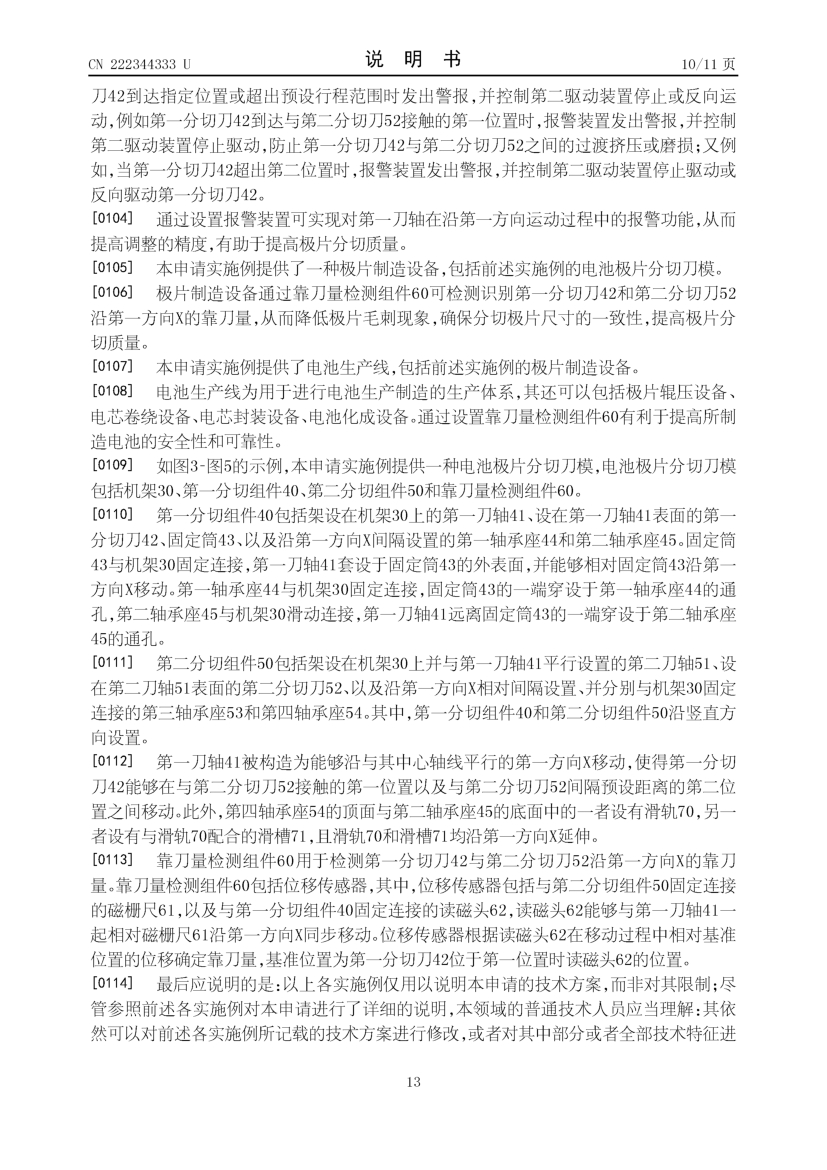 CN 222344333 U
说 明 书
10/11 页
刀42到达指定位置或超出预设行程范围时发出警报,并控制第二驱动装置停止或反向运
动,例如第一分切刀42到达与第二分切刀52接触的第一位置时,报警装置发出警报,并控制
第二驱动装置停止驱动,防止第一分切刀42与第二分切刀52之间的过渡挤压或磨损;又例
如,当第一分切刀42超出第二位置时,报警装置发出警报,并控制第二驱动装置停止驱动或
反向驱动第一分切刀42。
[0104] 通过设置报警装置可实现对第一刀轴在沿第一方向运动过程中的报警功能,从而
提高调整的精度,有助于提高极片分切质量。
[0105] 本申请实施例提供了一种极片制造设备,包括前述实施例的电池极片分切刀模。
[0106] 极片制造设备通过靠刀量检测组件60可检测识别第一分切刀42和第二分切刀52
沿第一方向X的靠刀量,从而降低极片毛刺现象,确保分切极片尺寸的一致性,提高极片分
切质量。
[0107] 本申请实施例提供了电池生产线,包括前述实施例的极片制造设备。
[0108] 电池生产线为用于进行电池生产制造的生产体系,其还可以包括极片辊压设备、
电芯卷绕设备、电芯封装设备、电池化成设备。通过设置靠刀量检测组件60有利于提高所制
造电池的安全性和可靠性。
[0109] 如图3-图5的示例,本申请实施例提供一种电池极片分切刀模,电池极片分切刀模
包括机架30、第一分切组件40、第二分切组件50和靠刀量检测组件60。
[0110] 第一分切组件40包括架设在机架30上的第一刀轴41、设在第一刀轴41表面的第一
分切刀42、固定筒43、以及沿第一方向X间隔设置的第一轴承座44和第二轴承座45。固定筒
43与机架30固定连接,第一刀轴41套设于固定筒43的外表面,并能够相对固定筒43沿第一
方向X移动。第一轴承座44与机架30固定连接,固定筒43的一端穿设于第一轴承座44的通
孔,第二轴承座45与机架30滑动连接,第一刀轴41远离固定筒43的一端穿设于第二轴承座
45的通孔。
[0111] 第二分切组件50包括架设在机架30上并与第一刀轴41平行设置的第二刀轴51、设
在第二刀轴51表面的第二分切刀52、以及沿第一方向X相对间隔设置、并分别与机架30固定
连接的第三轴承座53和第四轴承座54。其中,第一分切组件40和第二分切组件50沿竖直方
向设置。
[0112] 第一刀轴41被构造为能够沿与其中心轴线平行的第一方向X移动,使得第一分切
刀42能够在与第二分切刀52接触的第一位置以及与第二分切刀52间隔预设距离的第二位
置之间移动。此外,第四轴承座54的顶面与第二轴承座45的底面中的一者设有滑轨70,另一
者设有与滑轨70配合的滑槽71,且滑轨70和滑槽71均沿第一方向X延伸。
[0113] 靠刀量检测组件60用于检测第一分切刀42与第二分切刀52沿第一方向X的靠刀
量。靠刀量检测组件60包括位移传感器,其中,位移传感器包括与第二分切组件50固定连接
的磁栅尺61,以及与第一分切组件40固定连接的读磁头62,读磁头62能够与第一刀轴41一
起相对磁栅尺61沿第一方向X同步移动。位移传感器根据读磁头62在移动过程中相对基准
位置的位移确定靠刀量,基准位置为第一分切刀42位于第一位置时读磁头62的位置。
[0114] 最后应说明的是:以上各实施例仅用以说明本申请的技术方案,而非对其限制;尽
管参照前述各实施例对本申请进行了详细的说明,本领域的普通技术人员应当理解:其依
然可以对前述各实施例所记载的技术方案进行修改,或者对其中部分或者全部技术特征进
13